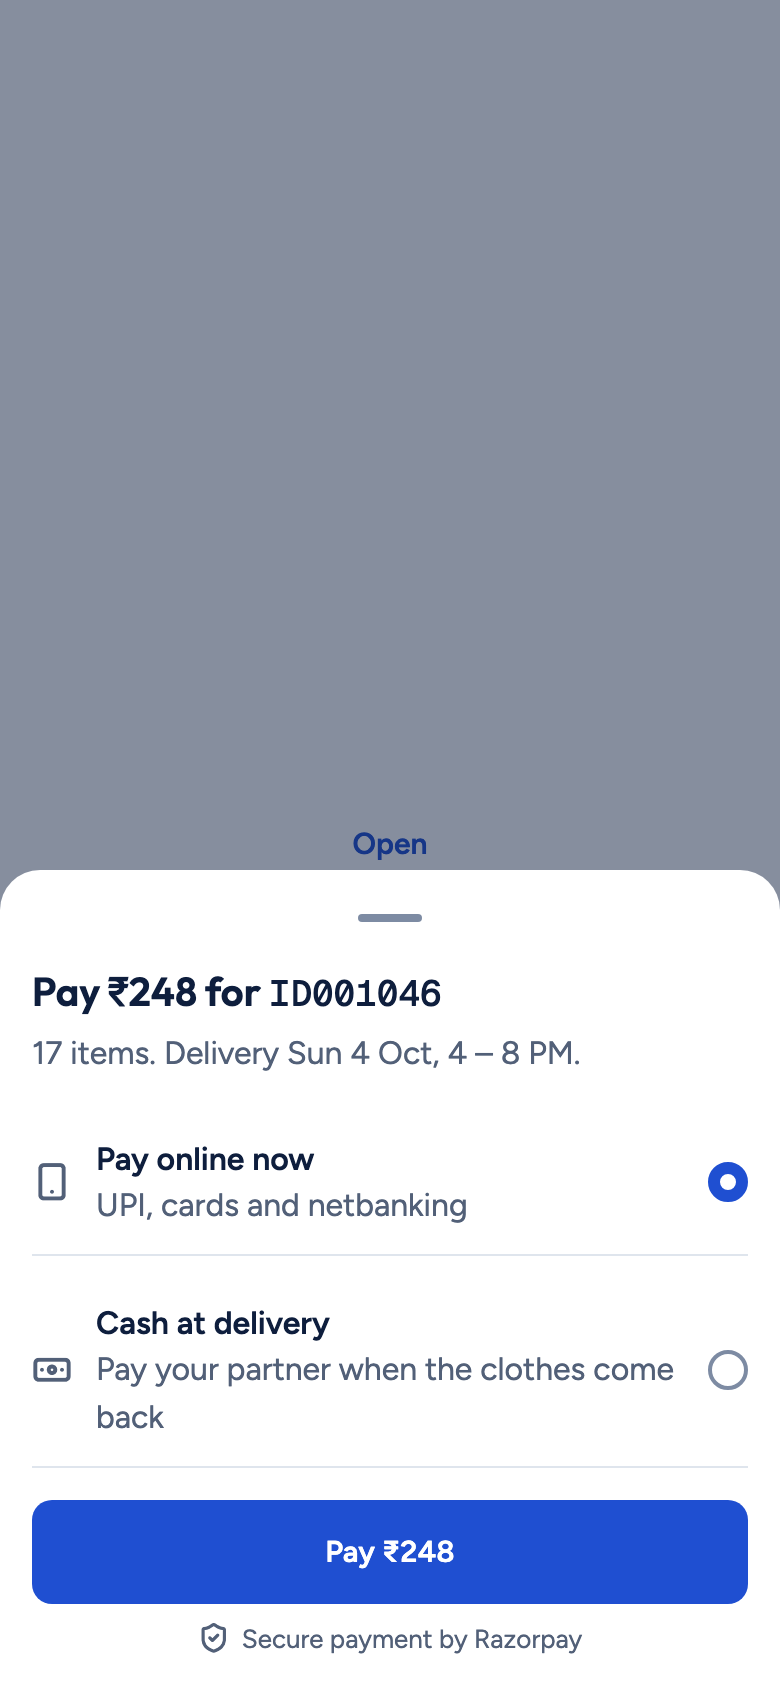 Open
Pay ₹248 for ID001046
17 items. Delivery Sun 4 Oct, 4 – 8 PM.
Pay online now
UPI, cards and netbanking
Cash at delivery
Pay your partner when the clothes come
back
Pay ₹248
Secure payment by Razorpay